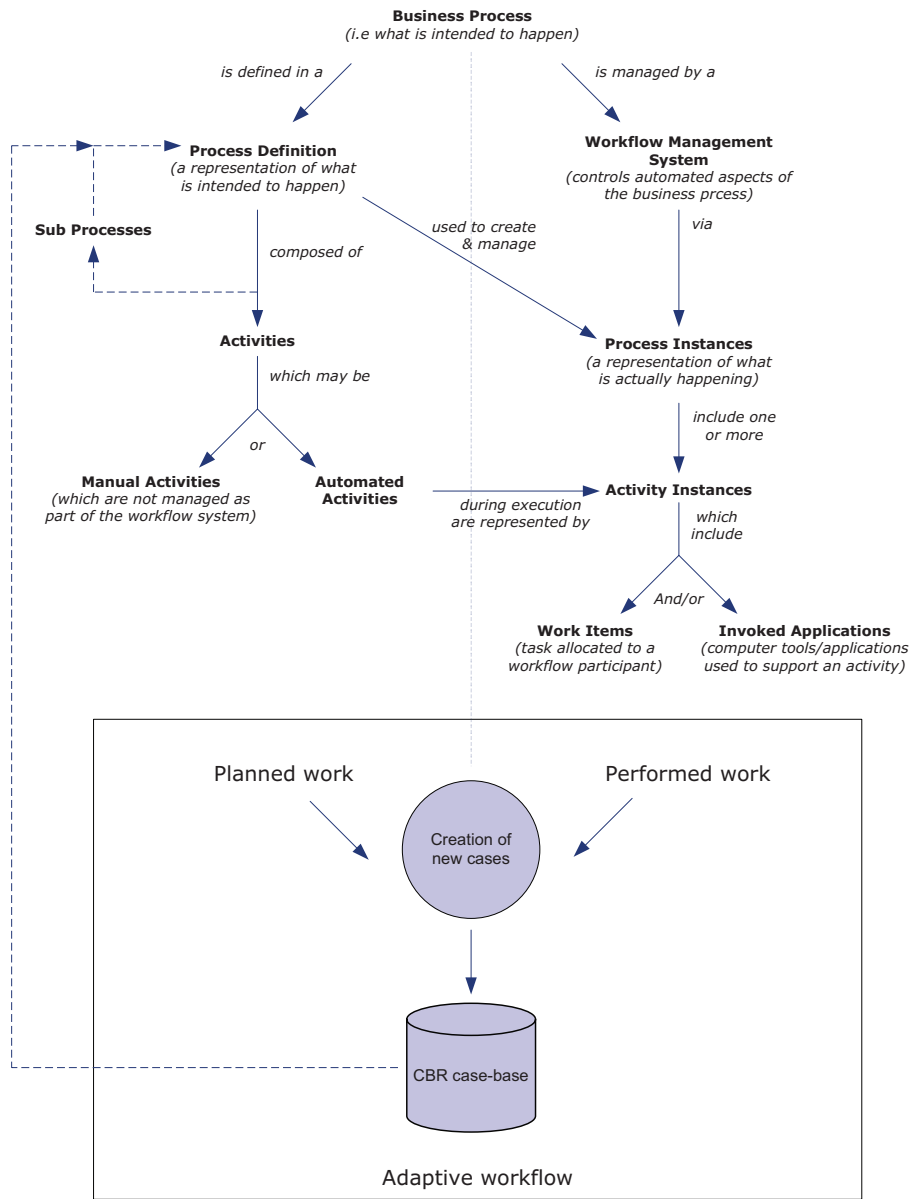 Business Process
(i.e what is intended to happen)
is defined in a
is managed by a
Process Definition
(a representation of what
is intended to happen)
Workflow Management
System
(controls automated aspects of
the business prcess)
Sub Processes
composed of
used to create
& manage
via
Activities
Process Instances
(a representation of what
is actually happening)
which may be
include one
or more
or
Manual Activities
(which are not managed as
part of the workflow system)
Automated
Activities
during execution
are represented by
Activity Instances
which
include
And/or
Work Items
(task allocated to a
workflow participant)
Invoked Applications
(computer tools/applications
used to support an activity)
Planned work
Performed work
Creation of
new cases
CBR case-base
Adaptive workflow